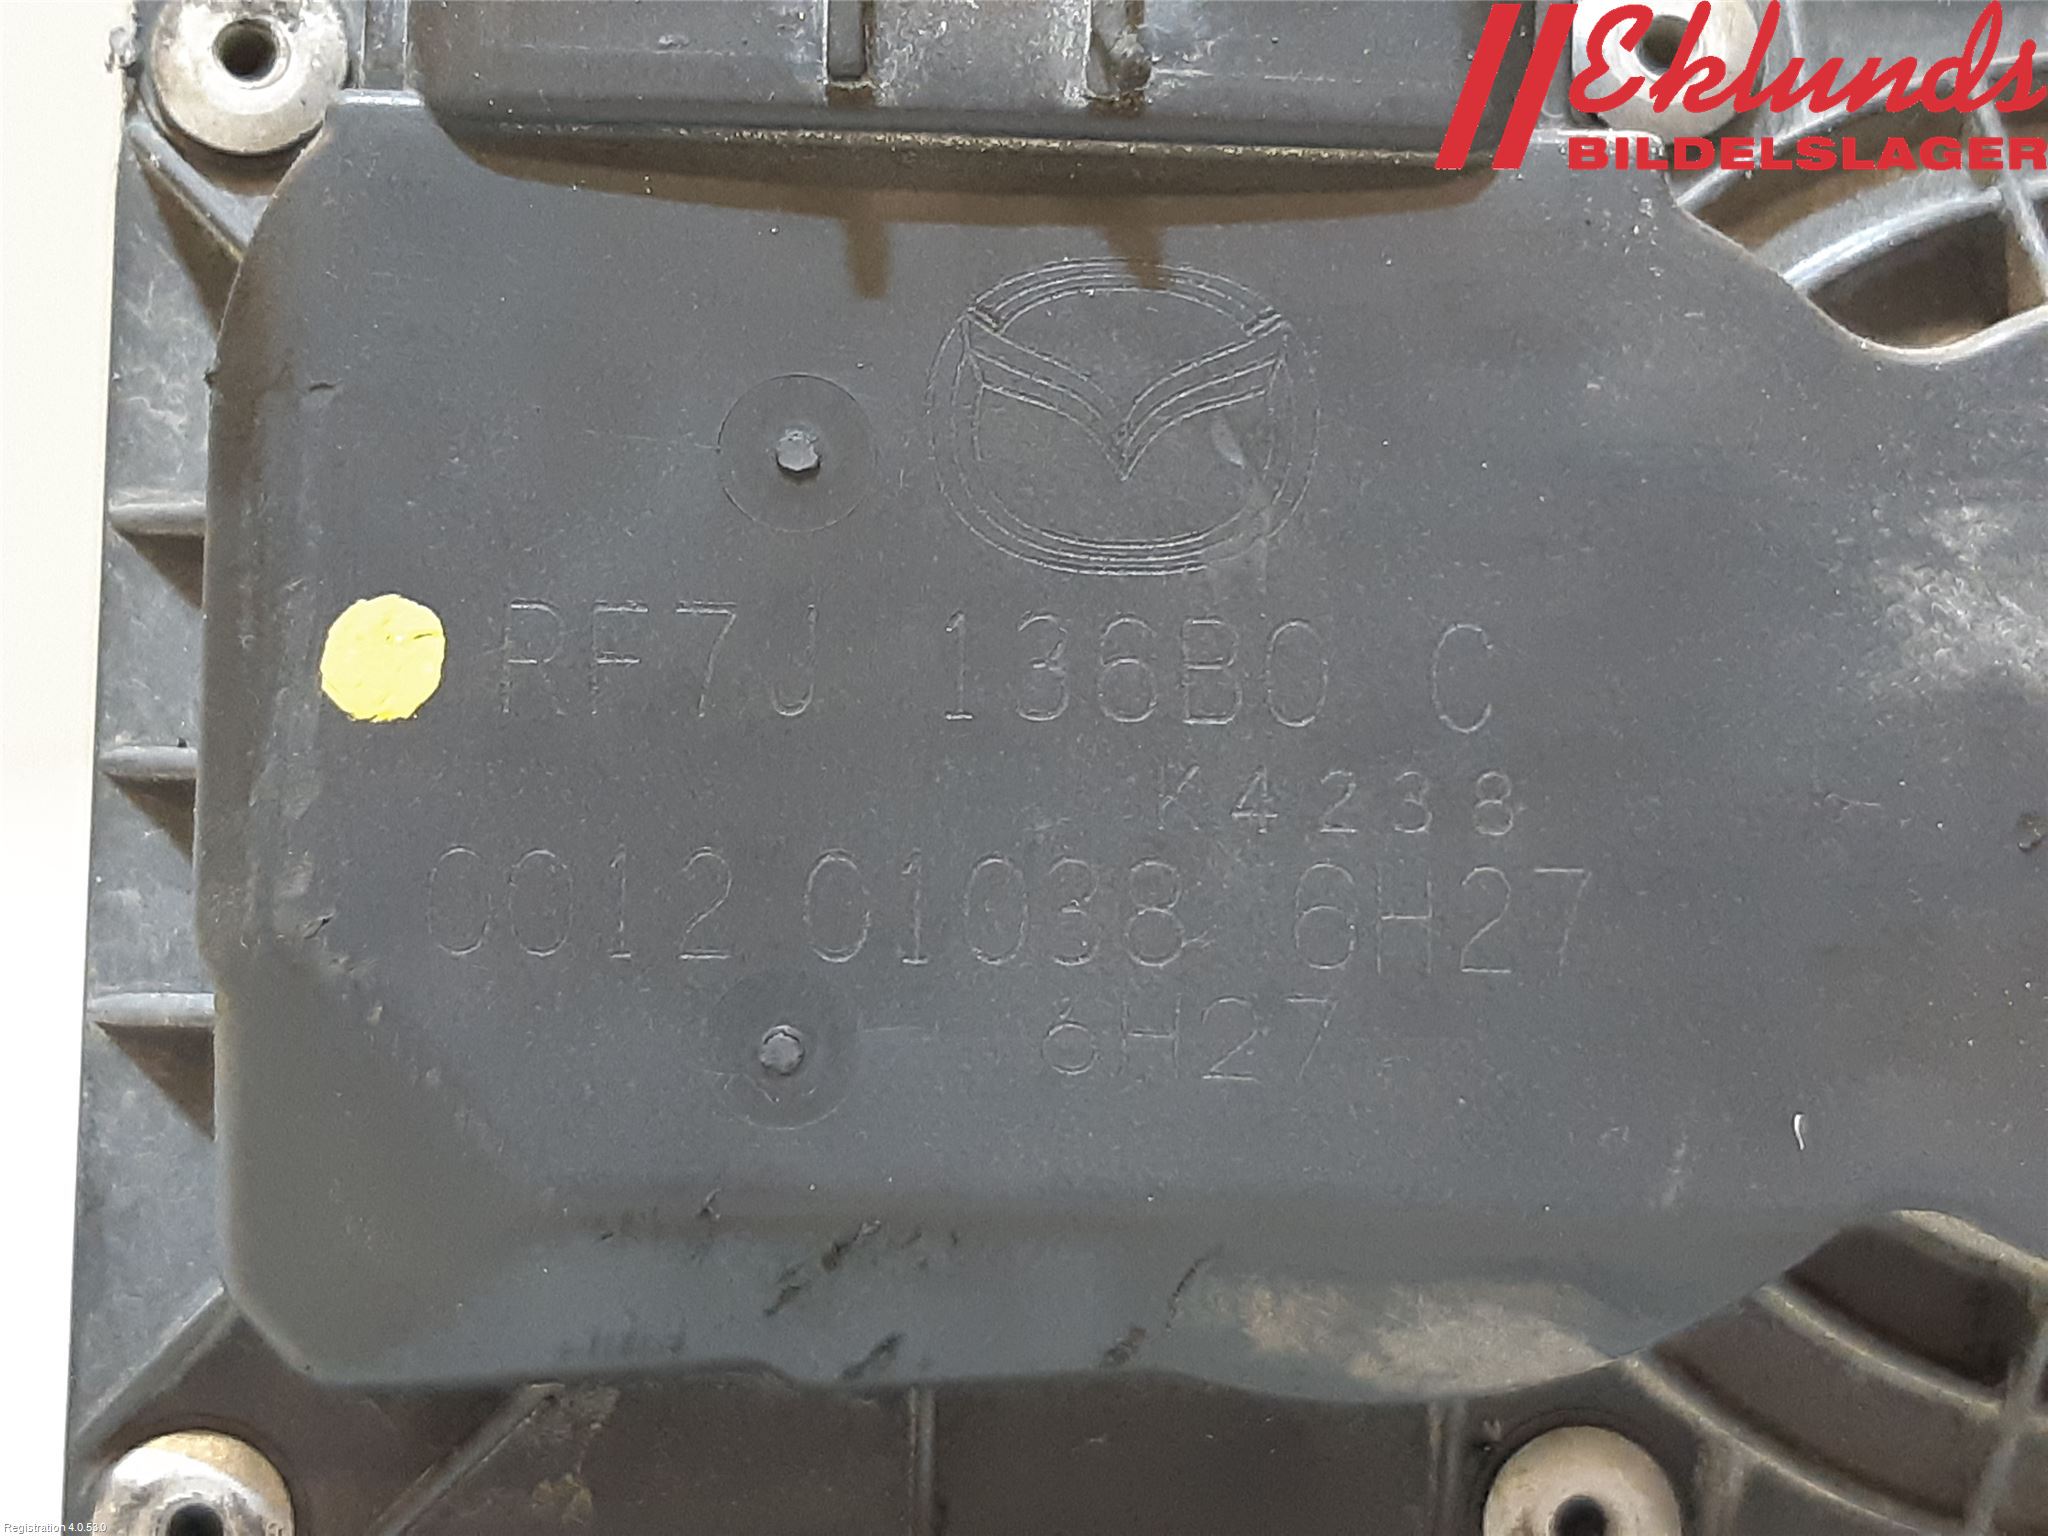 Eklunds
BILDELSLAGER
RF7J 136B0 C
K4238
0012 01038 6H27
6H27
Registration 4.0.53.0